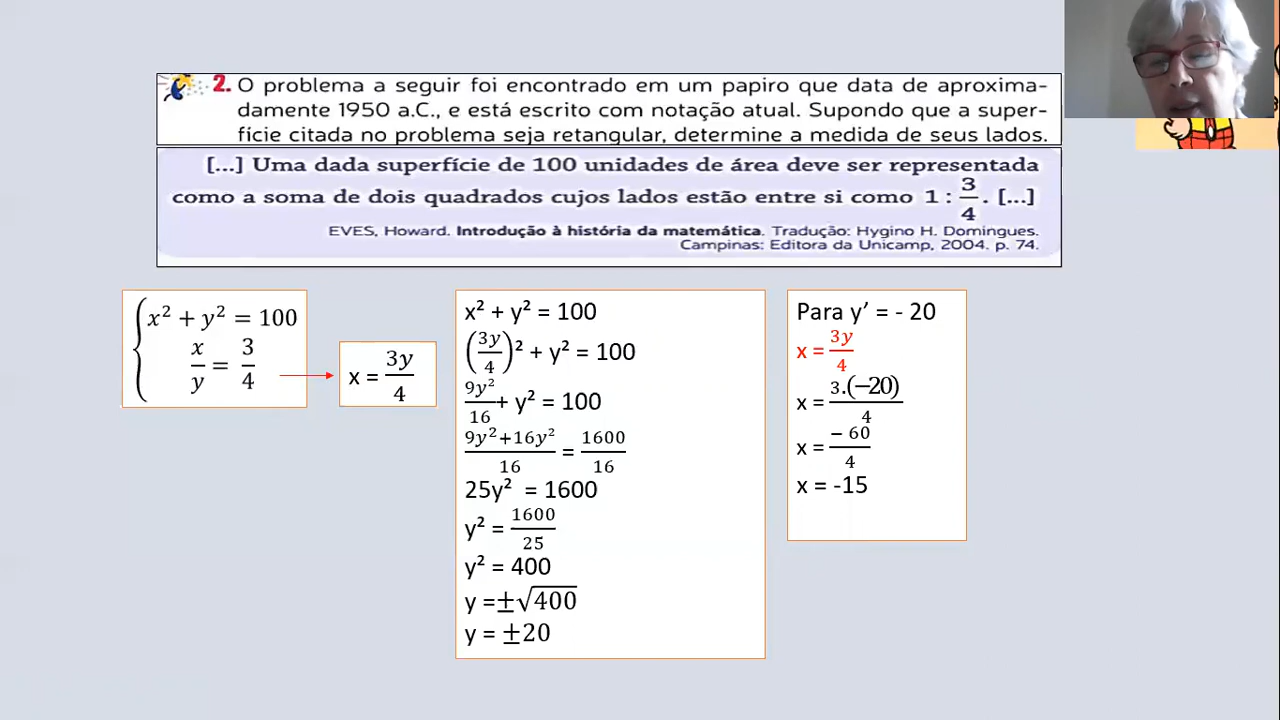 2. O problema a seguir foi encontrado em um papiro que data de aproxima-
damente 1950 a.C., e está escrito com notação atual. Supondo que a super-
fície citada no problema seja retangular, determine a medida de seus lados.
[...] Uma dada superfície de 100 unidades de área deve ser representada
como a soma de dois quadrados cujos lados estão entre si como 1 : 3/4. [...]
EVES, Howard. Introdução à história da matemática. Tradução: Hygino H. Domingues.
Campinas: Editora da Unicamp, 2004. p. 74.
x² + y² = 100
x/y = 3/4
x = 3y/4
x² + y² = 100
(3y/4)² + y² = 100
9y²/16 + y² = 100
9y²+16y²/16 = 1600/16
25y² = 1600
y² = 1600/25
y² = 400
y =±√400
y = ±20
Para y’ = - 20
x = 3y/4
x = 3.(−20)/4
x = − 60/4
x = -15